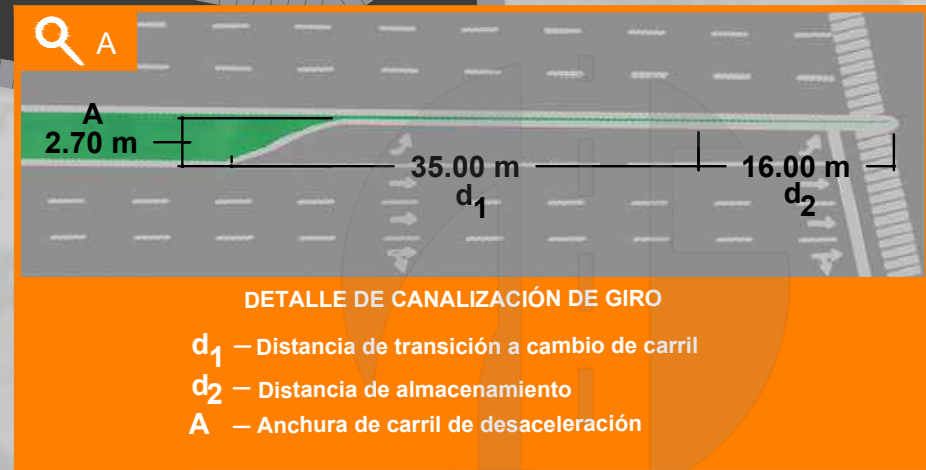 A
A
2.70 m
35.00 m
d1
16.00 m
d2
DETALLE DE CANALIZACIÓN DE GIRO
d1 – Distancia de transición a cambio de carril
d2 – Distancia de almacenamiento
A – Anchura de carril de desaceleración